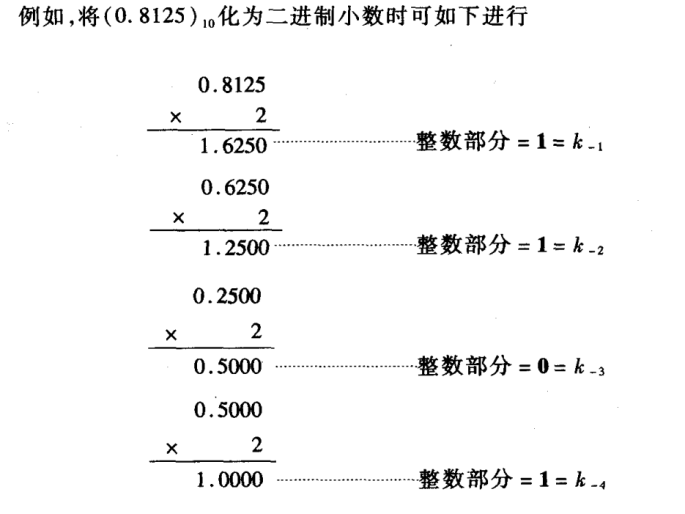 例如,将(0.8125)₁₀化为二进制小数时可如下进行
0.8125
× 2
1.6250 ………… 整数部分 = 1 = k₋₁
0.6250
× 2
1.2500 ………… 整数部分 = 1 = k₋₂
0.2500
× 2
0.5000 ………… 整数部分 = 0 = k₋₃
0.5000
× 2
1.0000 ………… 整数部分 = 1 = k₋₄